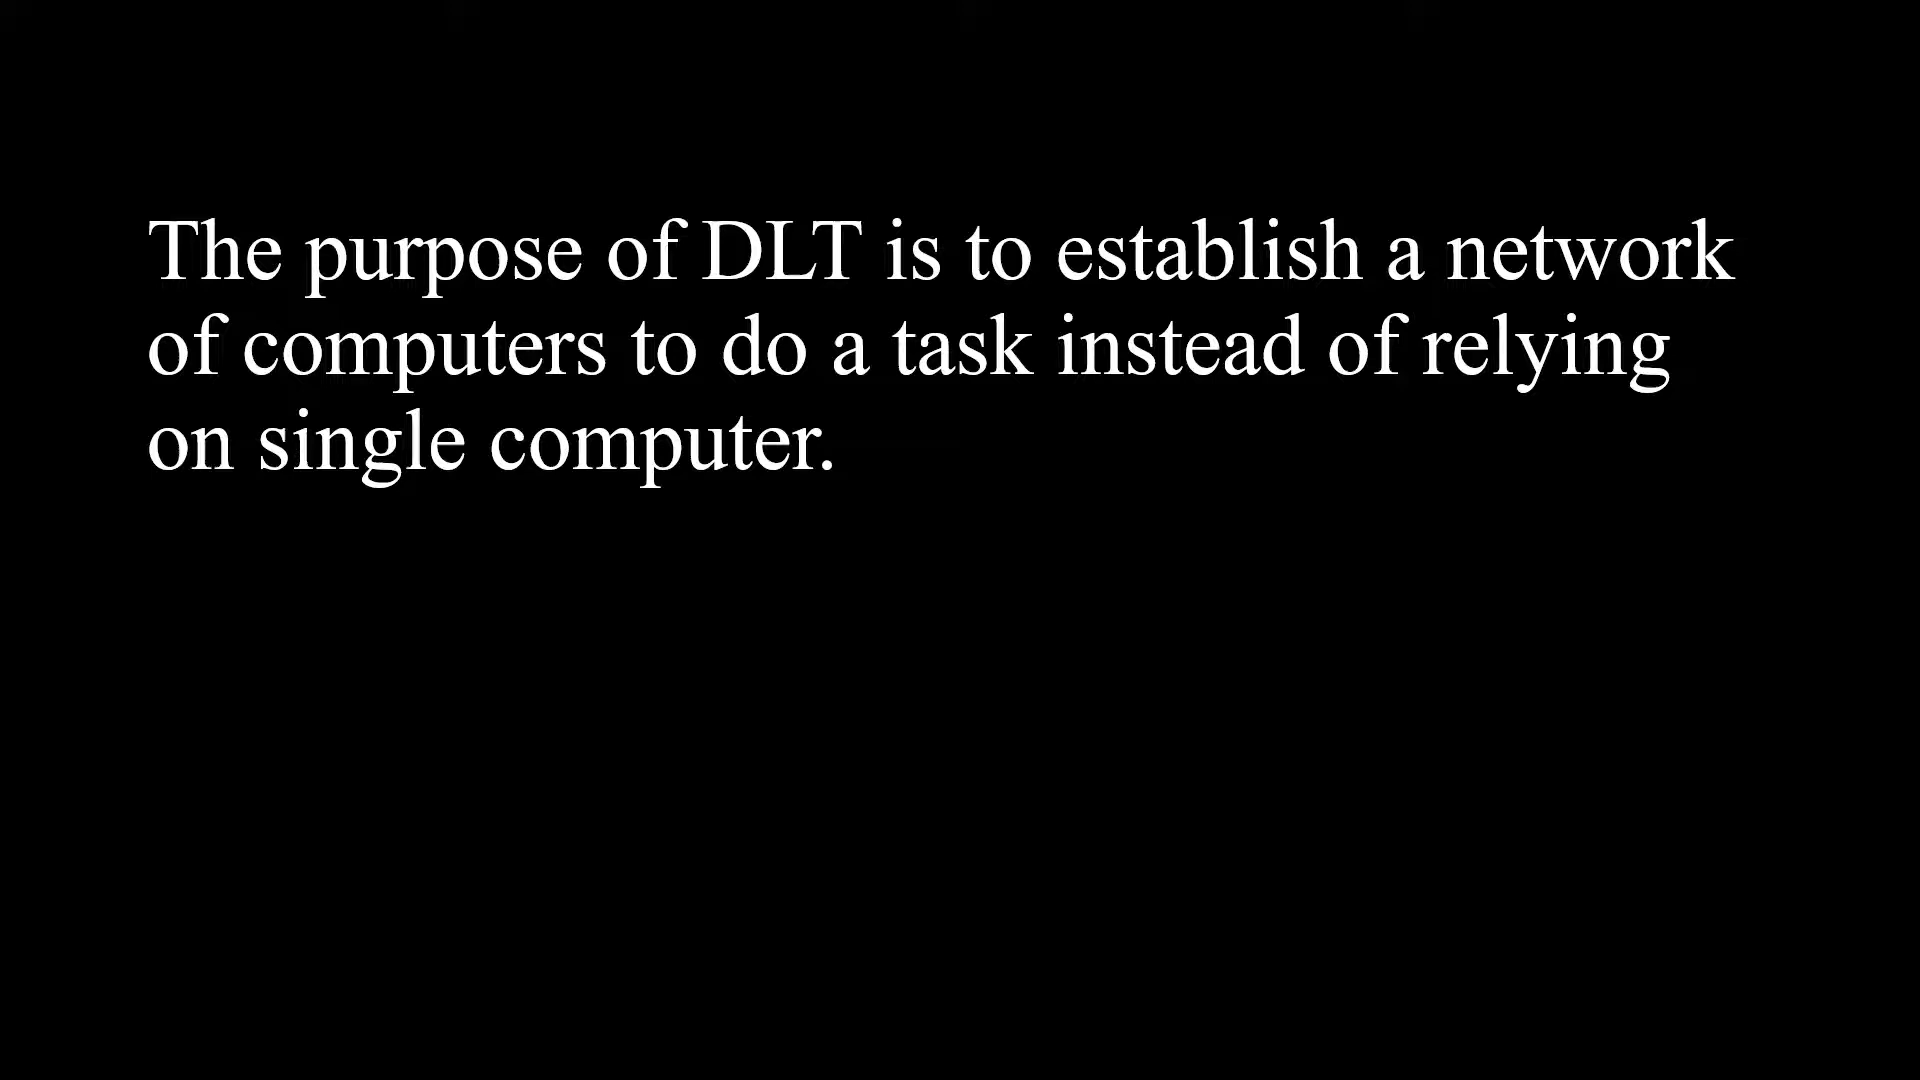 The purpose of DLT is to establish a network
of computers to do a task instead of relying
on single computer.